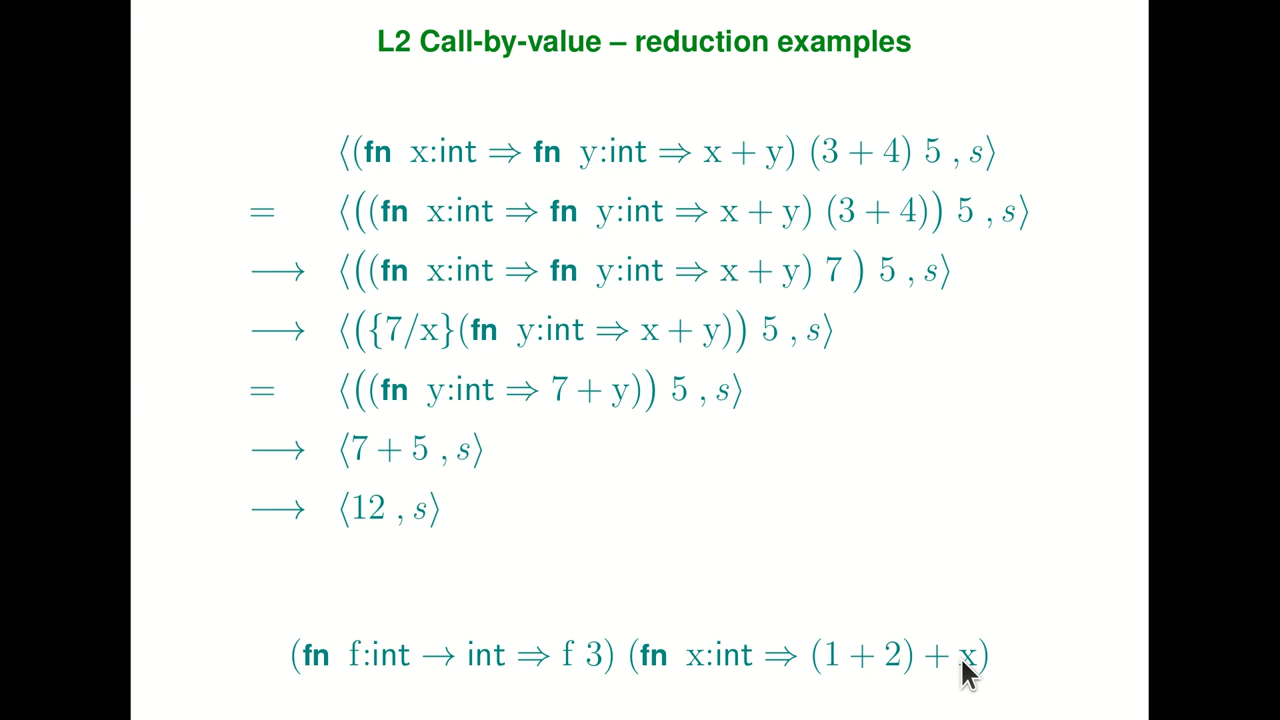 L2 Call-by-value – reduction examples
⟨(fn x:int ⇒ fn y:int ⇒ x + y) (3 + 4) 5 , s⟩
= ⟨((fn x:int ⇒ fn y:int ⇒ x + y) (3 + 4)) 5 , s⟩
⟶ ⟨((fn x:int ⇒ fn y:int ⇒ x + y) 7 ) 5 , s⟩
⟶ ⟨({7/x}(fn y:int ⇒ x + y)) 5 , s⟩
= ⟨((fn y:int ⇒ 7 + y)) 5 , s⟩
⟶ ⟨7 + 5 , s⟩
⟶ ⟨12 , s⟩
(fn f:int → int ⇒ f 3) (fn x:int ⇒ (1 + 2) + x)